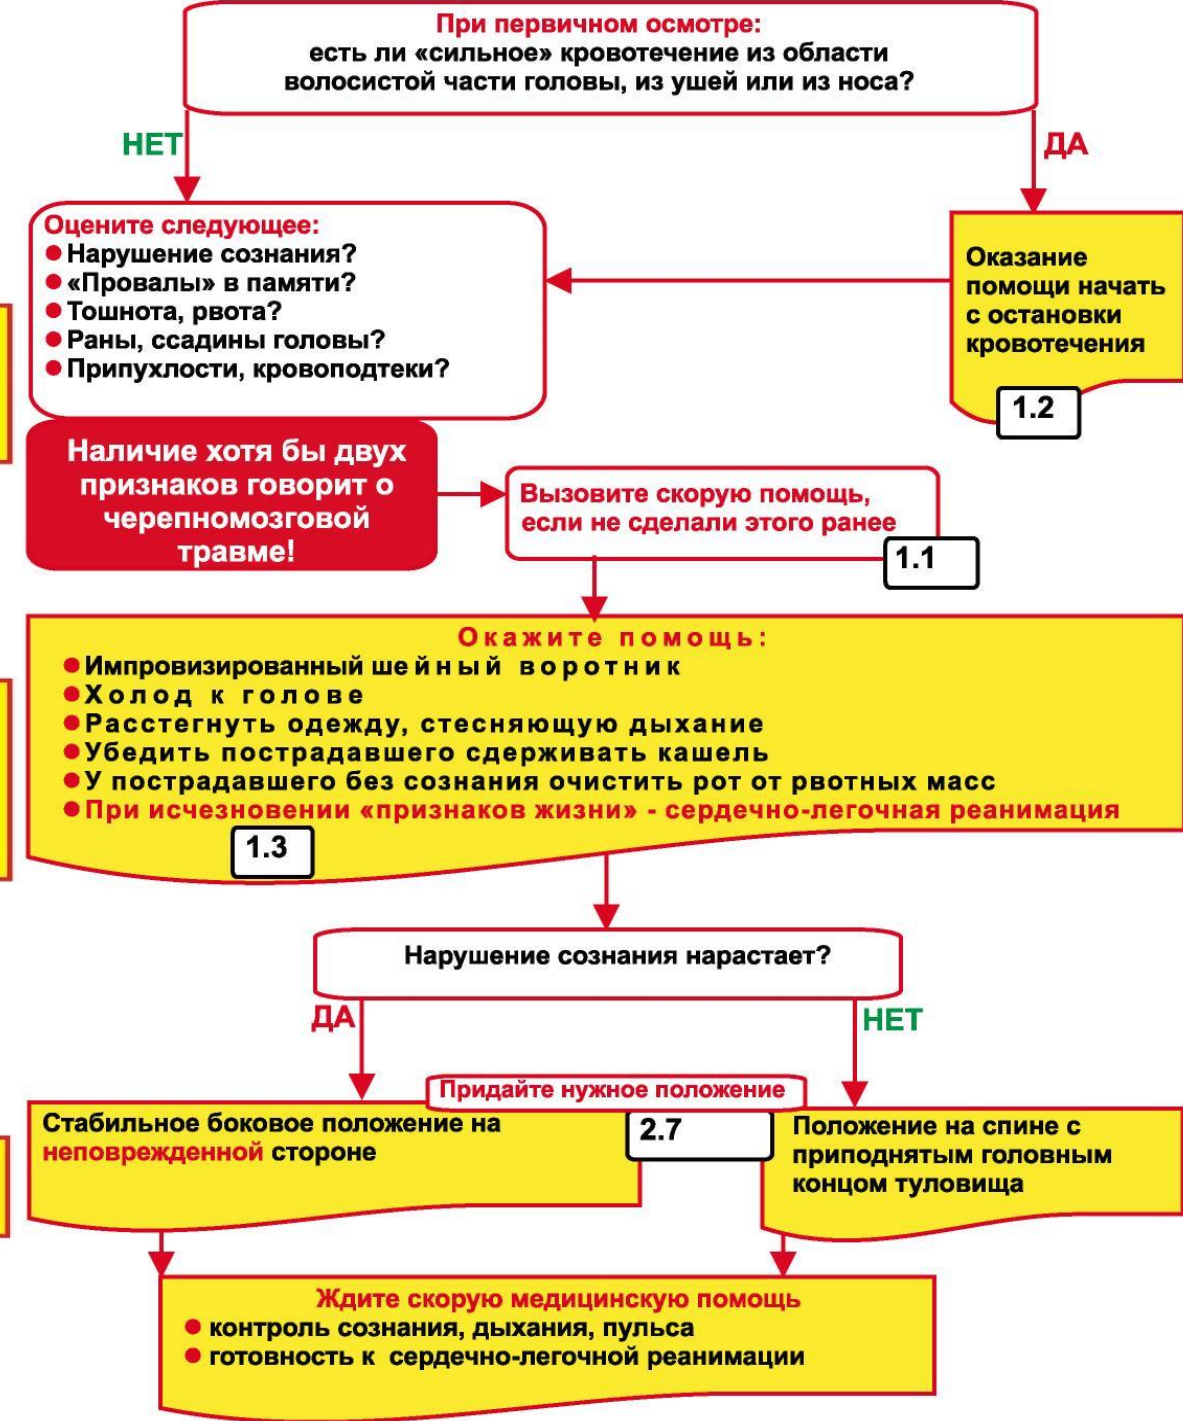 При первичном осмотре:
есть ли «сильное» кровотечение из области
волосистой части головы, из ушей или из носа?
НЕТ
ДА
Оцените следующее:
Нарушение сознания?
«Провалы» в памяти?
Тошнота, рвота?
Раны, ссадины головы?
Припухлости, кровоподтеки?
Оказание
помощи начать
с остановки
кровотечения
1.2
Наличие хотя бы двух
признаков говорит о
черепномозговой
травме!
Вызовите скорую помощь,
если не сделали этого ранее
1.1
Окажите помощь:
Импровизированный шейный воротник
Холод к голове
Расстегнуть одежду, стесняющую дыхание
Убедить пострадавшего сдерживать кашель
У пострадавшего без сознания очистить рот от рвотных масс
При исчезновении «признаков жизни» - сердечно-легочная реанимация
1.3
Нарушение сознания нарастает?
ДА
НЕТ
Придайте нужное положение
Стабильное боковое положение на
неповрежденной стороне
2.7
Положение на спине с
приподнятым головным
концом туловища
Ждите скорую медицинскую помощь
контроль сознания, дыхания, пульса
готовность к сердечно-легочной реанимации